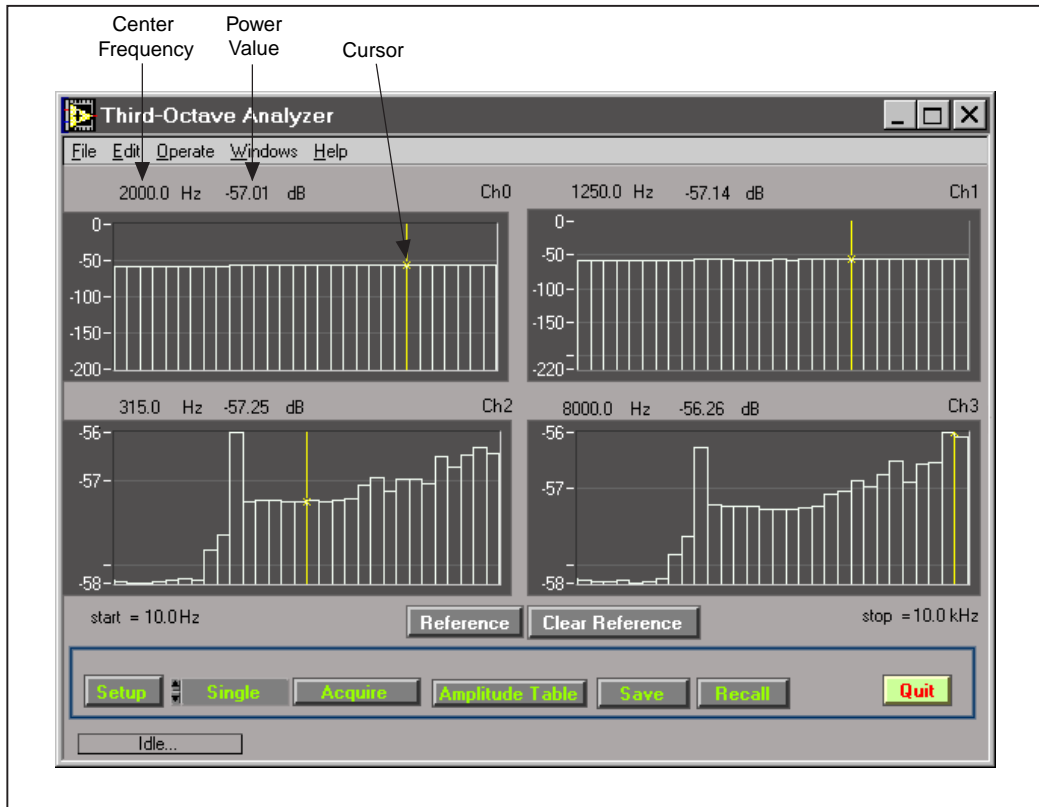 Center Frequency
Power Value
Cursor
Third-Octave Analyzer
File Edit Operate Windows Help
2000.0 Hz -57.01 dB Ch0
1250.0 Hz -57.14 dB Ch1
0-
-50-
-100-
-150-
-200-
0-
-50-
-100-
-150-
-220-
315.0 Hz -57.25 dB Ch2
8000.0 Hz -56.26 dB Ch3
-56-
-57-
-58-
-56-
-57-
-58-
start = 10.0Hz
Reference
Clear Reference
stop =10.0 kHz
Setup
Single
Acquire
Amplitude Table
Save
Recall
Quit
Idle...